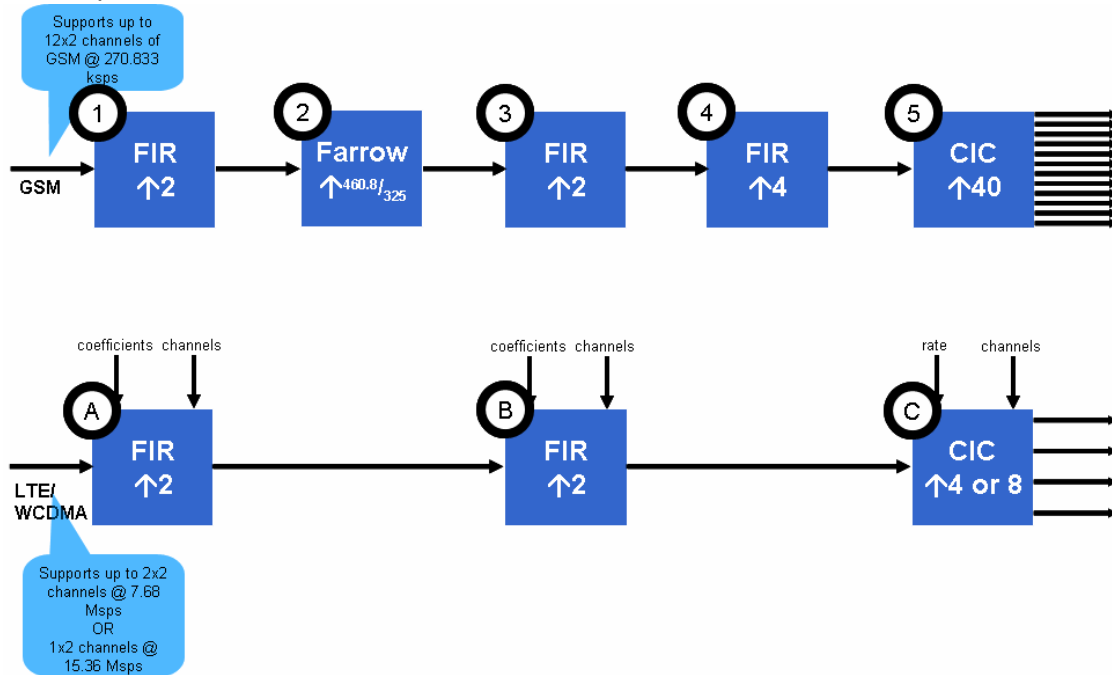 Supports up to
12x2 channels of
GSM @ 270.833
ksps
1
2
3
4
5
FIR
↑2
Farrow
↑460.8/325
FIR
↑2
FIR
↑4
CIC
↑40
GSM
coefficients channels
coefficients channels
rate channels
A
B
C
FIR
↑2
FIR
↑2
CIC
↑4 or 8
LTE/
WCDMA
Supports up to 2x2
channels @ 7.68
Msps
OR
1x2 channels @
15.36 Msps